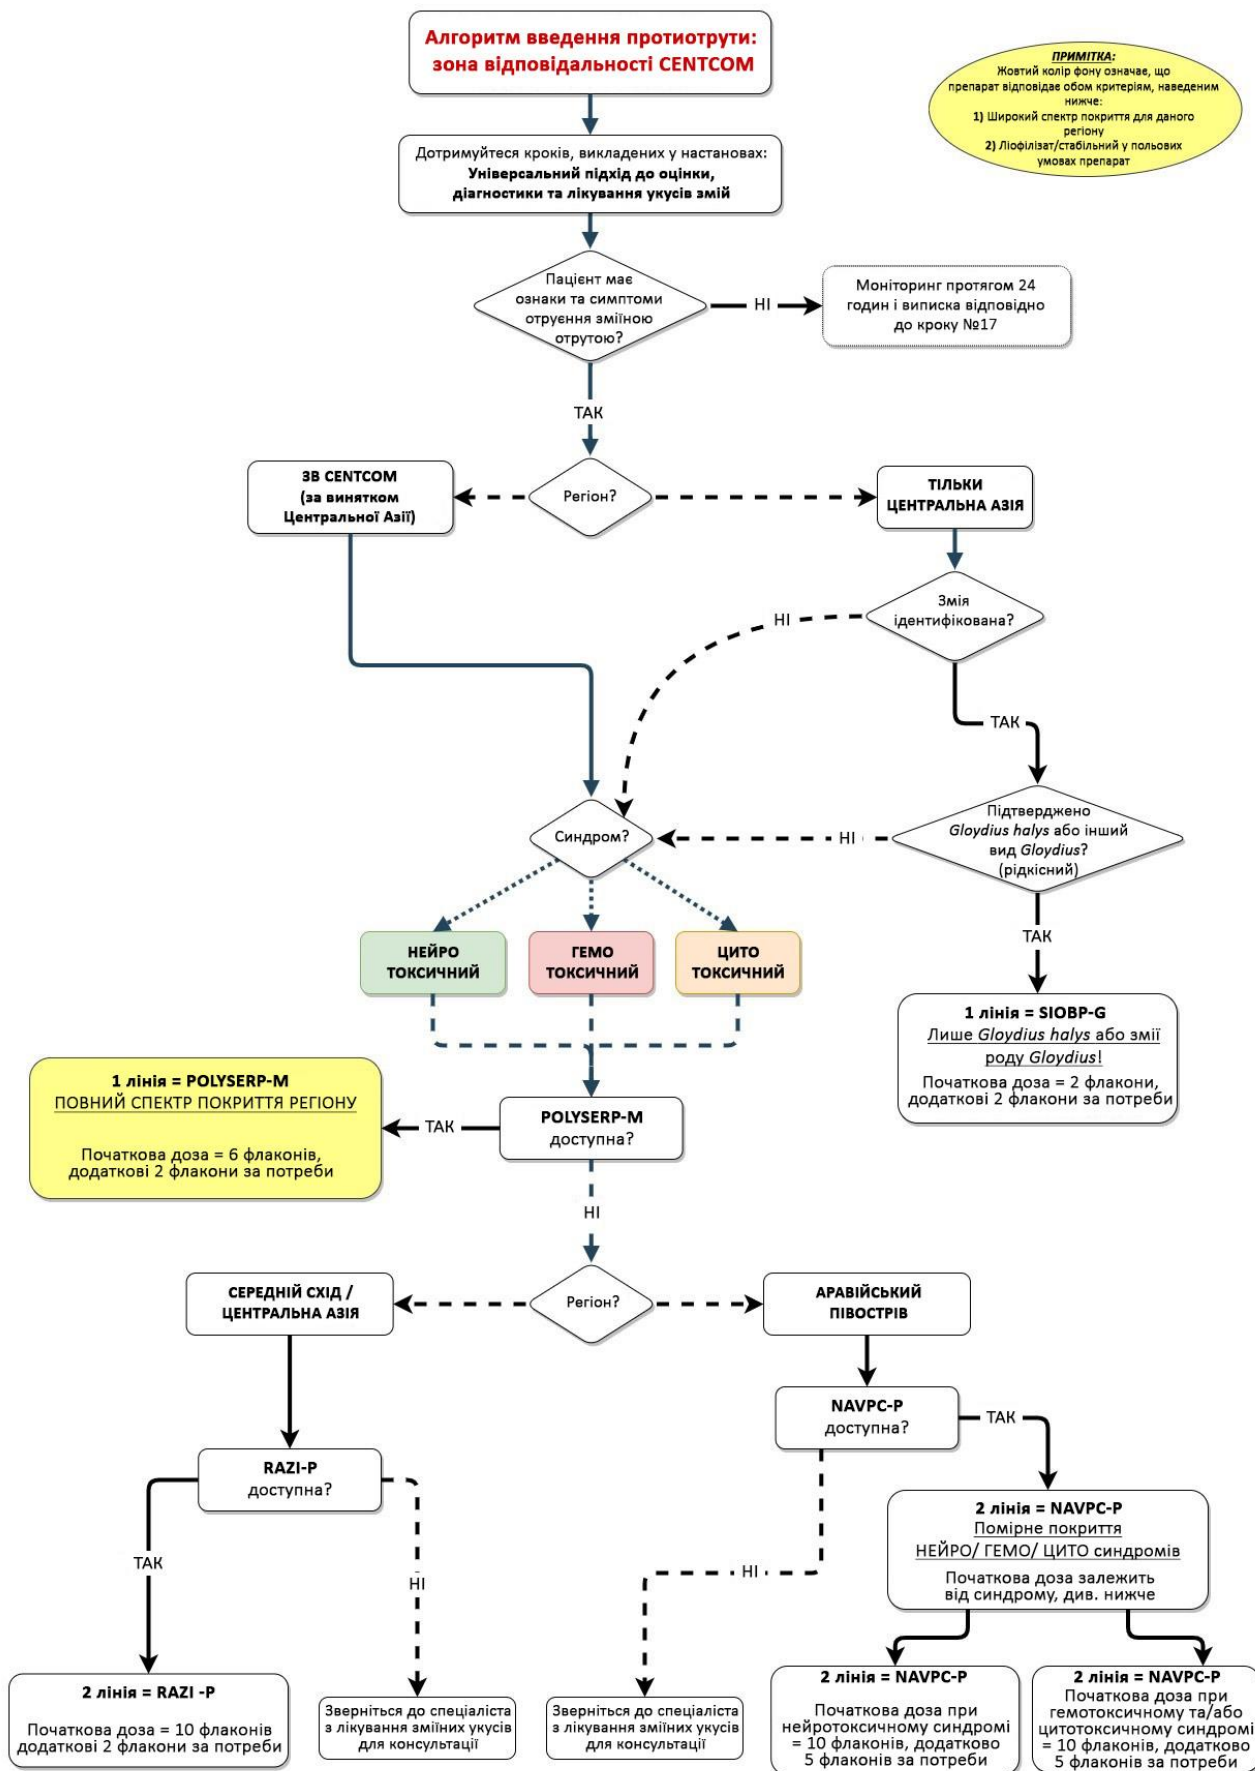 Алгоритм введення протиотрути:
зона відповідальності CENTCOM
ПРИМІТКА:
Жовтий колір фону означає, що
препарат відповідає обом критеріям, наведеним
нижче:
1) Широкий спектр покриття для даного
регіону
2) Ліофілізат/стабільний у польових
умовах препарат
Дотримуйтеся кроків, викладених у настановах:
Універсальний підхід до оцінки,
діагностики та лікування укусів змій
Пацієнт має
ознаки та симптоми
отруєння зміїною
отрутою?
НІ
Моніторинг протягом 24
годин і виписка відповідно
до кроку №17
ТАК
ЗВ CENTCOM
(за винятком
Центральної Азії)
Регіон?
ТІЛЬКИ
ЦЕНТРАЛЬНА АЗІЯ
Змія
ідентифікована?
НІ
ТАК
Синдром?
НІ
Підтверджено
Gloydius halys або інший
вид Gloydius?
(рідкісний)
ТАК
НЕЙРО
ТОКСИЧНИЙ
ГЕМО
ТОКСИЧНИЙ
ЦИТО
ТОКСИЧНИЙ
1 лінія = SIOBP-G
Лише Gloydius halys або змії
роду Gloydius!
Початкова доза = 2 флакони,
додаткові 2 флакони за потреби
1 лінія = POLYSERP-M
ПОВНИЙ СПЕКТР ПОКРИТТЯ РЕГІОНУ
Початкова доза = 6 флаконів,
додаткові 2 флакони за потреби
ТАК
POLYSERP-M
доступна?
НІ
СЕРЕДНІЙ СХІД /
ЦЕНТРАЛЬНА АЗІЯ
Регіон?
АРАВІЙСЬКИЙ
ПІВОСТРІВ
NAVPC-P
доступна?
ТАК
RAZI-P
доступна?
ТАК
НІ
НІ
2 лінія = NAVPC-P
Помірне покриття
НЕЙРО/ ГЕМО/ ЦИТО синдромів
Початкова доза залежить
від синдрому, див. нижче
2 лінія = RAZI -P
Початкова доза = 10 флаконів
додаткові 2 флакони за потреби
Зверніться до спеціаліста
з лікування зміїних укусів
для консультації
Зверніться до спеціаліста
з лікування зміїних укусів
для консультації
2 лінія = NAVPC-P
Початкова доза при
нейротоксичному синдромі
= 10 флаконів, додатково
5 флаконів за потреби
2 лінія = NAVPC-P
Початкова доза при
гемотоксичному та/або
цитотоксичному синдромі
= 10 флаконів, додатково
5 флаконів за потреби